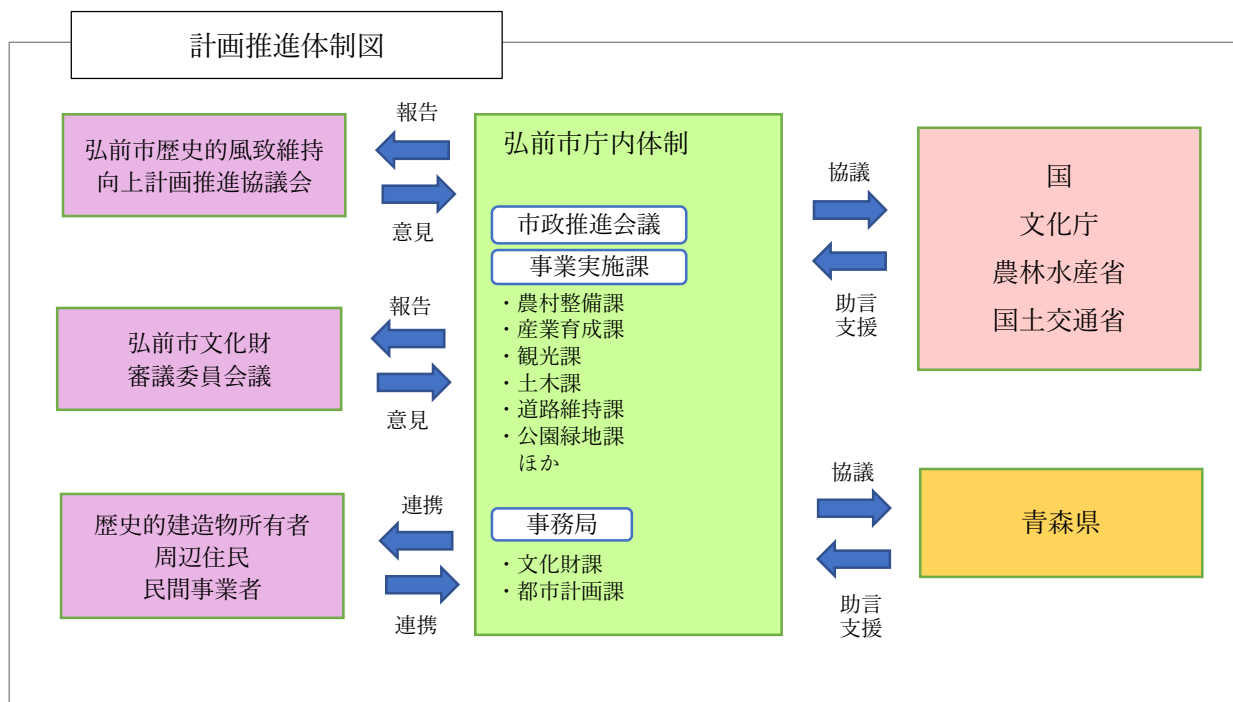 計画推進体制図
報告
弘前市歴史的風致維持
向上計画推進協議会
意見
報告
弘前市文化財
審議委員会議
意見
連携
歴史的建造物所有者
周辺住民
民間事業者
連携
弘前市庁内体制
市政推進会議
事業実施課
・農村整備課
・産業育成課
・観光課
・土木課
・道路維持課
・公園緑地課
ほか
事務局
・文化財課
・都市計画課
協議
助言
支援
国
文化庁
農林水産省
国土交通省
協議
助言
支援
青森県